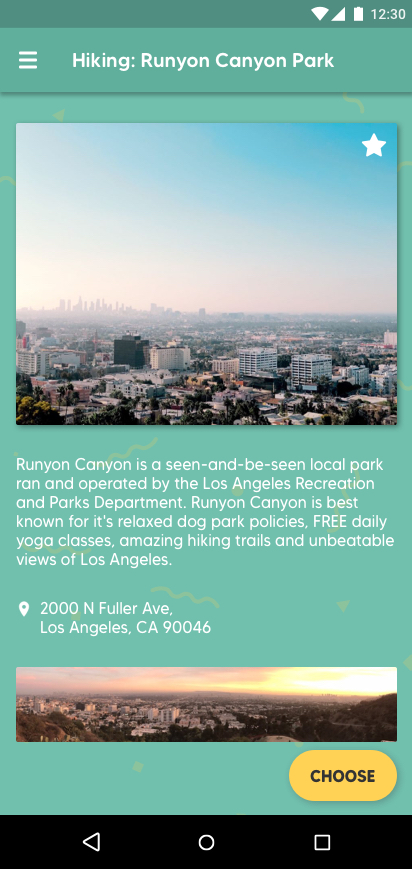 12:30
Hiking: Runyon Canyon Park
Runyon Canyon is a seen-and-be-seen local park
ran and operated by the Los Angeles Recreation
and Parks Department. Runyon Canyon is best
known for it's relaxed dog park policies, FREE daily
yoga classes, amazing hiking trails and unbeatable
views of Los Angeles.
2000 N Fuller Ave,
Los Angeles, CA 90046
CHOOSE